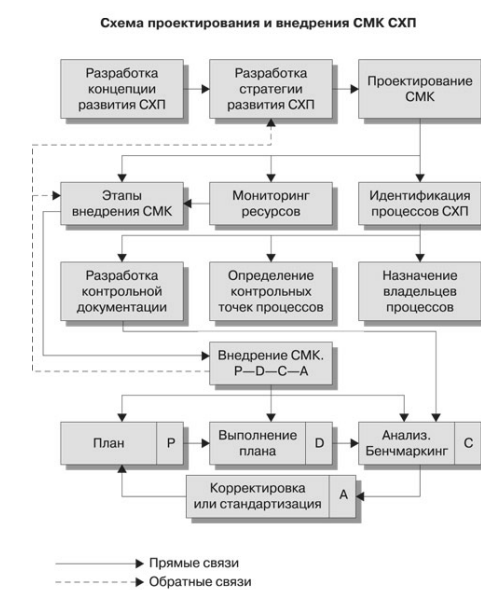 Схема проектирования и внедрения СМК СХП
Разработка
концепции
развития СХП
Разработка
стратегии
развития СХП
Проектирование
СМК
Этапы
внедрения СМК
Мониторинг
ресурсов
Идентификация
процессов СХП
Разработка
контрольной
документации
Определение
контрольных
точек процессов
Назначение
владельцев
процессов
Внедрение СМК.
P—D—C—A
План
P
Выполнение
плана
D
Анализ.
Бенчмаркинг
C
Корректировка
или стандартизация
A
Прямые связи
Обратные связи